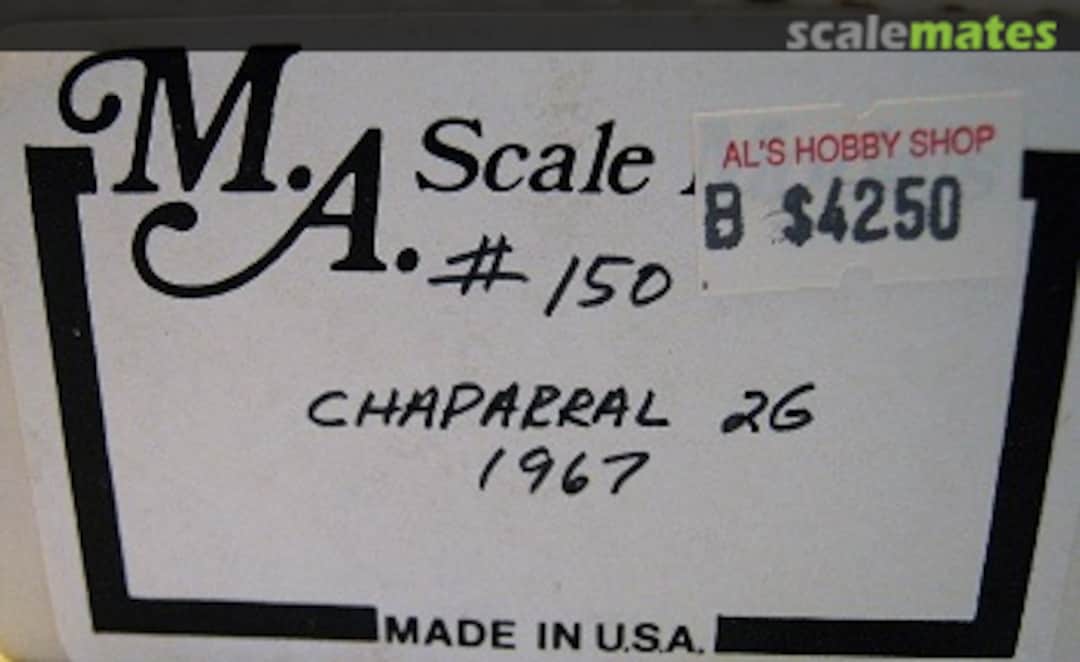 scalemates
M.A. Scale
AL'S HOBBY SHOP
B $4250
# 150
CHAPARRAL 2G
1967
MADE IN U.S.A.